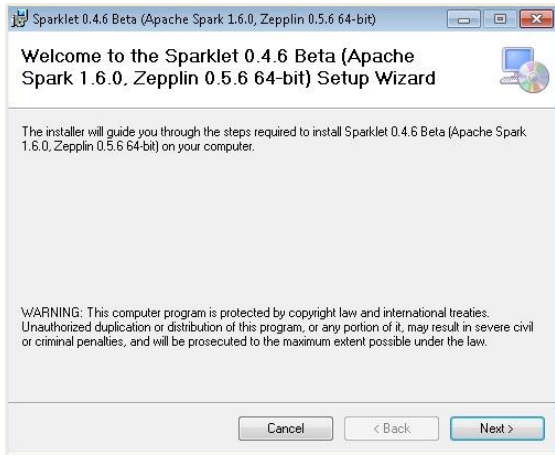 Sparklet 0.4.6 Beta (Apache Spark 1.6.0, Zepplin 0.5.6 64-bit)
Welcome to the Sparklet 0.4.6 Beta (Apache
Spark 1.6.0, Zepplin 0.5.6 64-bit) Setup Wizard
The installer will guide you through the steps required to install Sparklet 0.4.6 Beta (Apache Spark
1.6.0, Zepplin 0.5.6 64-bit) on your computer.
WARNING: This computer program is protected by copyright law and international treaties.
Unauthorized duplication or distribution of this program, or any portion of it, may result in severe civil
or criminal penalties, and will be prosecuted to the maximum extent possible under the law.
Cancel < Back Next >